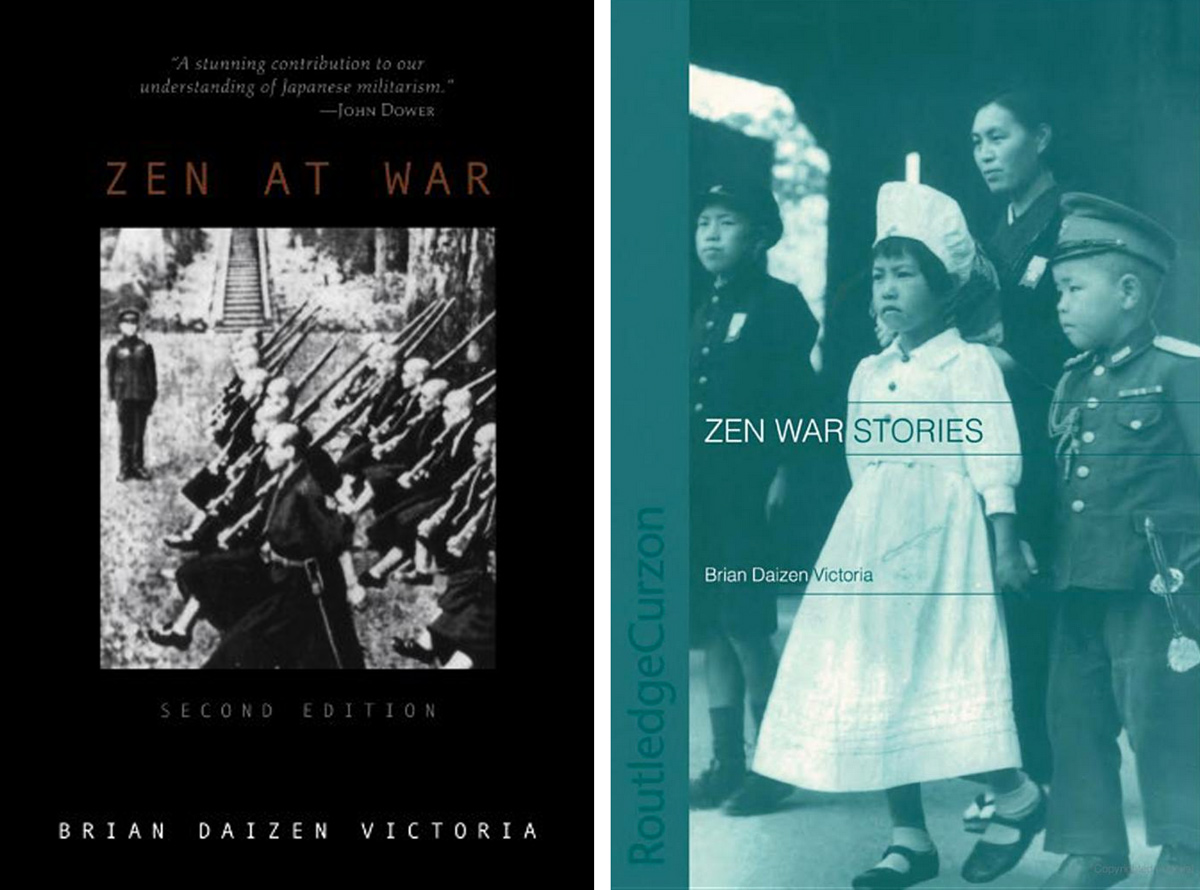 “A stunning contribution to our
understanding of Japanese militarism.”
—JOHN DOWER
ZEN AT WAR
SECOND EDITION
BRIAN DAIZEN VICTORIA
ZEN WAR STORIES
Brian Daizen Victoria
RoutledgeCurzon